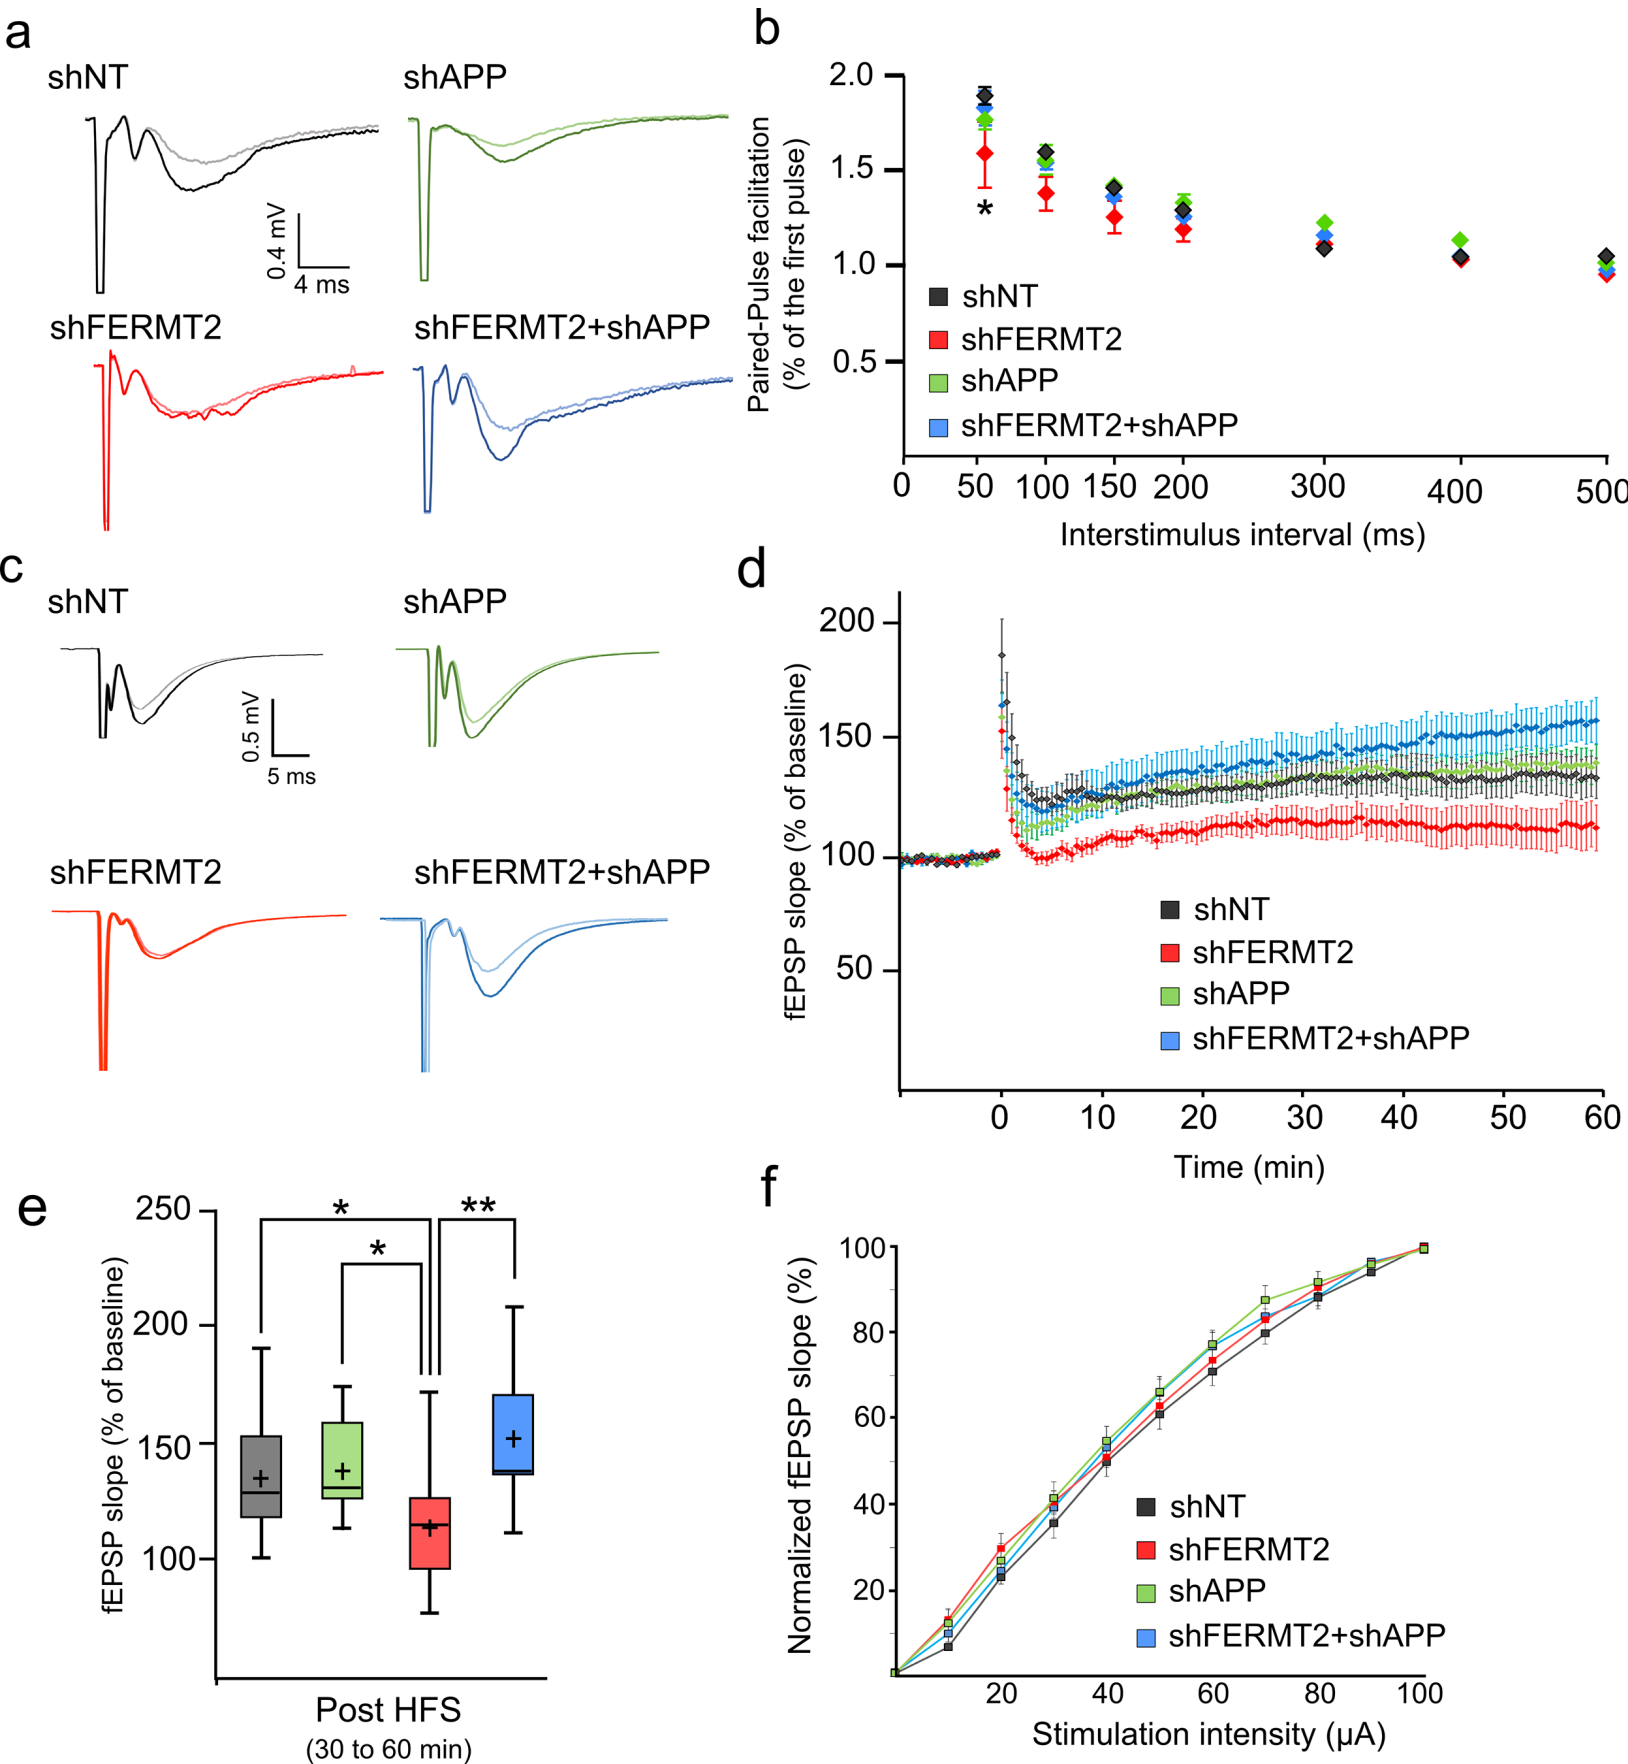 a
shNT
shAPP
0.4 mV
4 ms
shFERMT2
shFERMT2+shAPP
b
2.0
1.5
1.0
0.5
Paired-Pulse facilitation
(% of the first pulse)
*
shNT
shFERMT2
shAPP
shFERMT2+shAPP
0 50 100 150 200 300 400 500
Interstimulus interval (ms)
c
shNT
shAPP
0.5 mV
5 ms
shFERMT2
shFERMT2+shAPP
d
200
150
100
50
fEPSP slope (% of baseline)
shNT
shFERMT2
shAPP
shFERMT2+shAPP
0 10 20 30 40 50 60
Time (min)
e
250
200
150
100
fEPSP slope (% of baseline)
* **
*
Post HFS
(30 to 60 min)
f
100
80
60
40
20
Normalized fEPSP slope (%)
shNT
shFERMT2
shAPP
shFERMT2+shAPP
20 40 60 80 100
Stimulation intensity (µA)